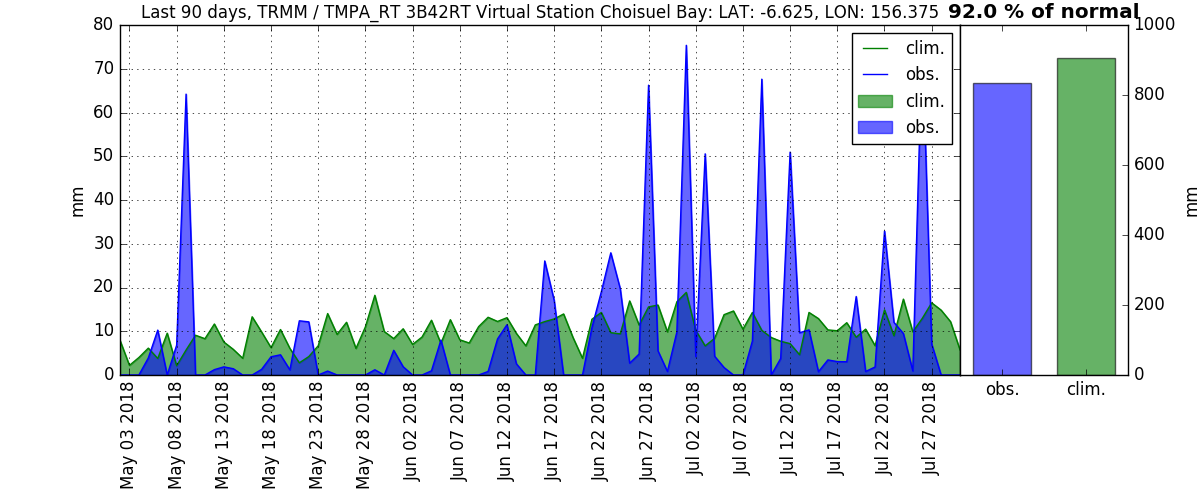 Last 90 days, TRMM / TMPA_RT 3B42RT Virtual Station Choisuel Bay: LAT: -6.625, LON: 156.375
92.0 % of normal
80
70
60
50
40
30
20
10
0
mm
clim.
obs.
clim.
obs.
May 03 2018
May 08 2018
May 13 2018
May 18 2018
May 23 2018
May 28 2018
Jun 02 2018
Jun 07 2018
Jun 12 2018
Jun 17 2018
Jun 22 2018
Jun 27 2018
Jul 02 2018
Jul 07 2018
Jul 12 2018
Jul 17 2018
Jul 22 2018
Jul 27 2018
1000
800
600
400
200
0
mm
obs.
clim.